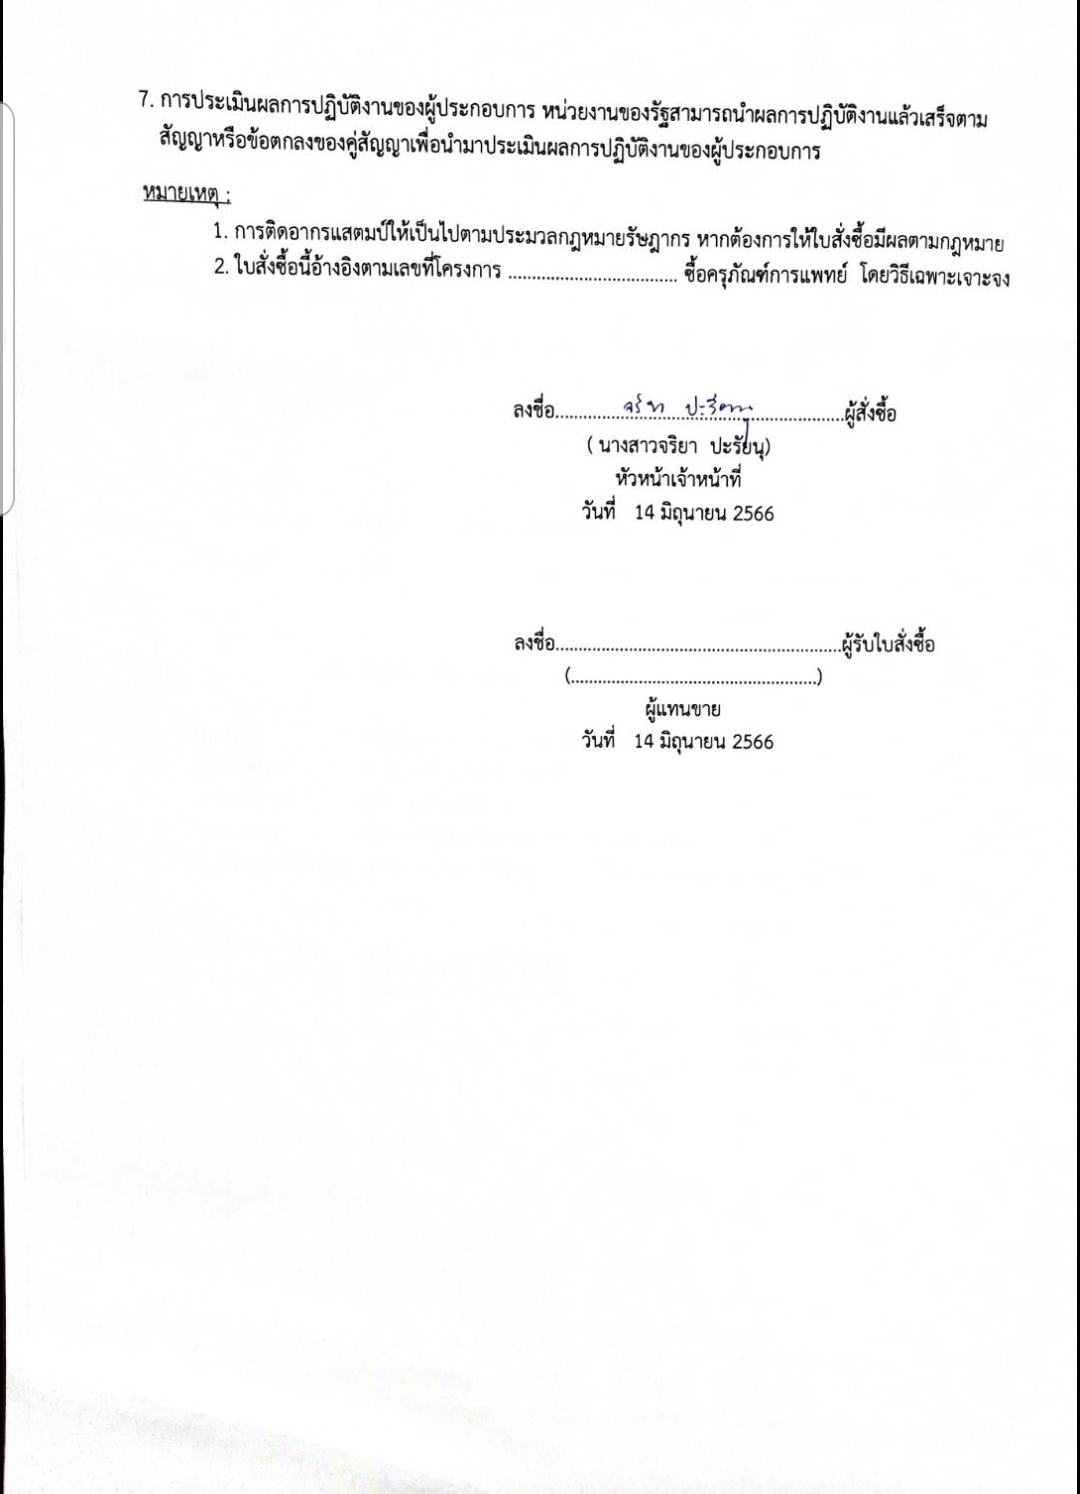 7. การประเมินผลการปฏิบัติงานของผู้ประกอบการ หน่วยงานของรัฐสามารถนำผลการปฏิบัติงานแล้วเสร็จตาม
สัญญาหรือข้อตกลงของคู่สัญญาเพื่อนำมาประเมินผลการปฏิบัติงานของผู้ประกอบการ
หมายเหตุ :
1. การติดอากรแสตมป์ให้เป็นไปตามประมวลกฎหมายรัษฎากร หากต้องการให้ใบสั่งซื้อมีผลตามกฎหมาย
2. ใบสั่งซื้อนี้อ้างอิงตามเลขที่โครงการ .................................... ซื้อครุภัณฑ์การแพทย์ โดยวิธีเฉพาะเจาะจง
ลงชื่อ..............................................................ผู้สั่งซื้อ
( นางสาวจริยา ปะรัยนุ)
หัวหน้าเจ้าหน้าที่
วันที่ 14 มิถุนายน 2566
ลงชื่อ..............................................................ผู้รับใบสั่งซื้อ
(.....................................................)
ผู้แทนขาย
วันที่ 14 มิถุนายน 2566